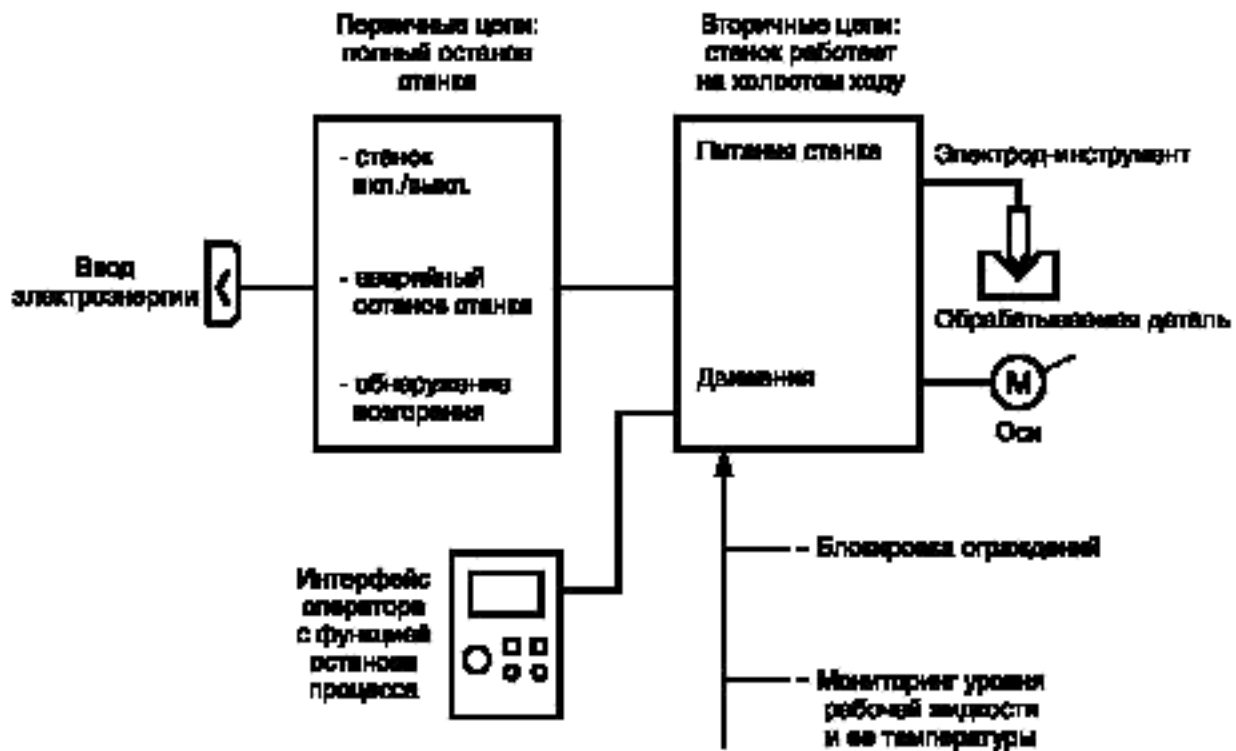 Первичные цепи:
полный останов
станка
Вторичные цепи:
станок работает
на холостом ходу
- станок
вкл./выкл.
- аварийный
останов станка
- обнаружение
возгорания
Питания станка
Движения
Электрод-инструмент
Обрабатываемая деталь
М
Оси
Ввод
электроэнергии
Интерфейс
оператора
с функцией
останова
процесса
- Блокировка ограждений
- Мониторинг уровня
рабочей жидкости
и ее температуры